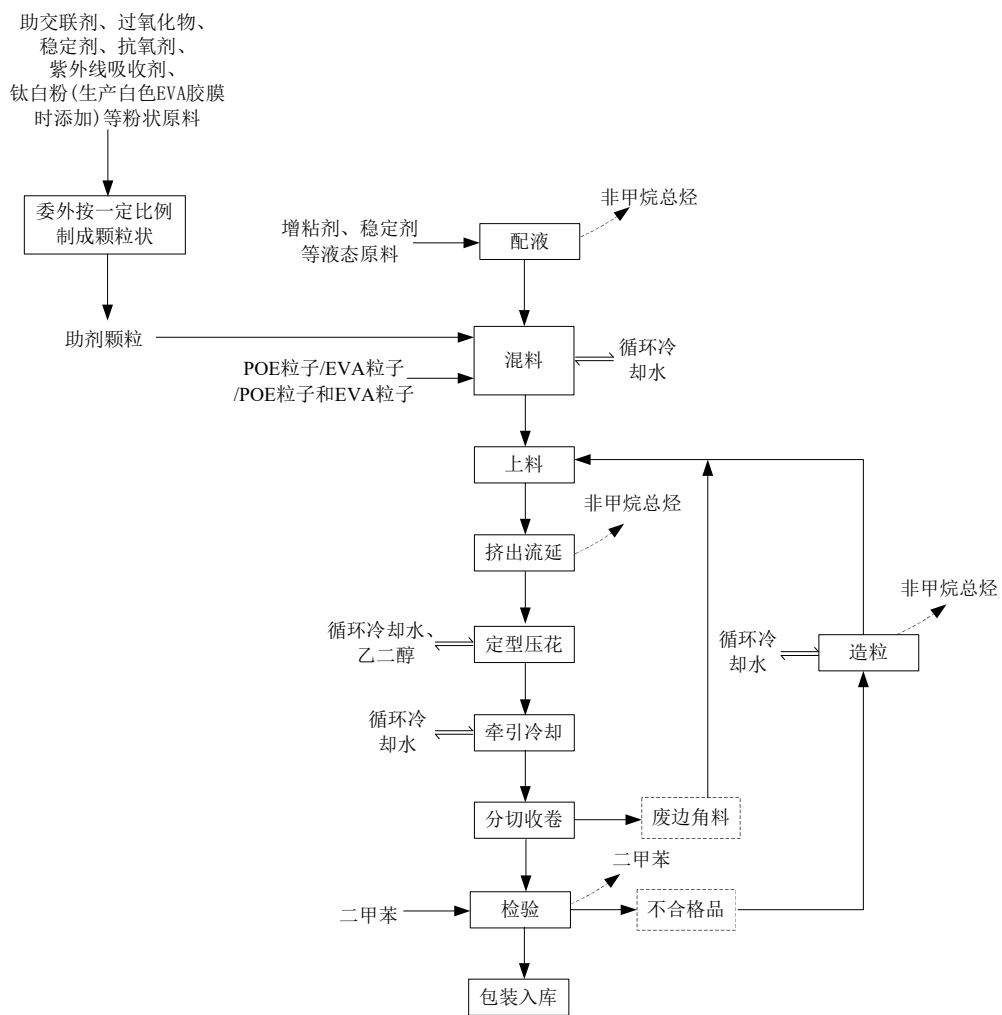 助交联剂、过氧化物、
稳定剂、抗氧剂、
紫外线吸收剂、
钛白粉(生产白色EVA胶膜
时添加)等粉状原料
委外按一定比例
制成颗粒状
助剂颗粒
增粘剂、稳定剂
等液态原料
配液
非甲烷总烃
POE粒子/EVA粒子
/POE粒子和EVA粒子
混料
循环冷
却水
上料
挤出流延
非甲烷总烃
循环冷却水、
乙二醇
定型压花
循环冷
却水
造粒
非甲烷总烃
循环冷
却水
牵引冷却
分切收卷
废边角料
二甲苯
检验
二甲苯
不合格品
包装入库